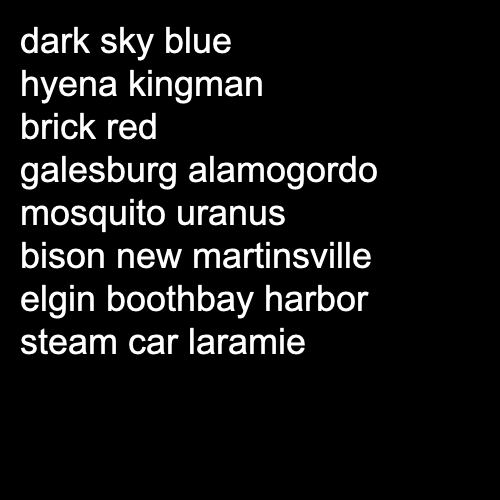 dark sky blue
hyena kingman
brick red
galesburg alamogordo
mosquito uranus
bison new martinsville
elgin boothbay harbor
steam car laramie